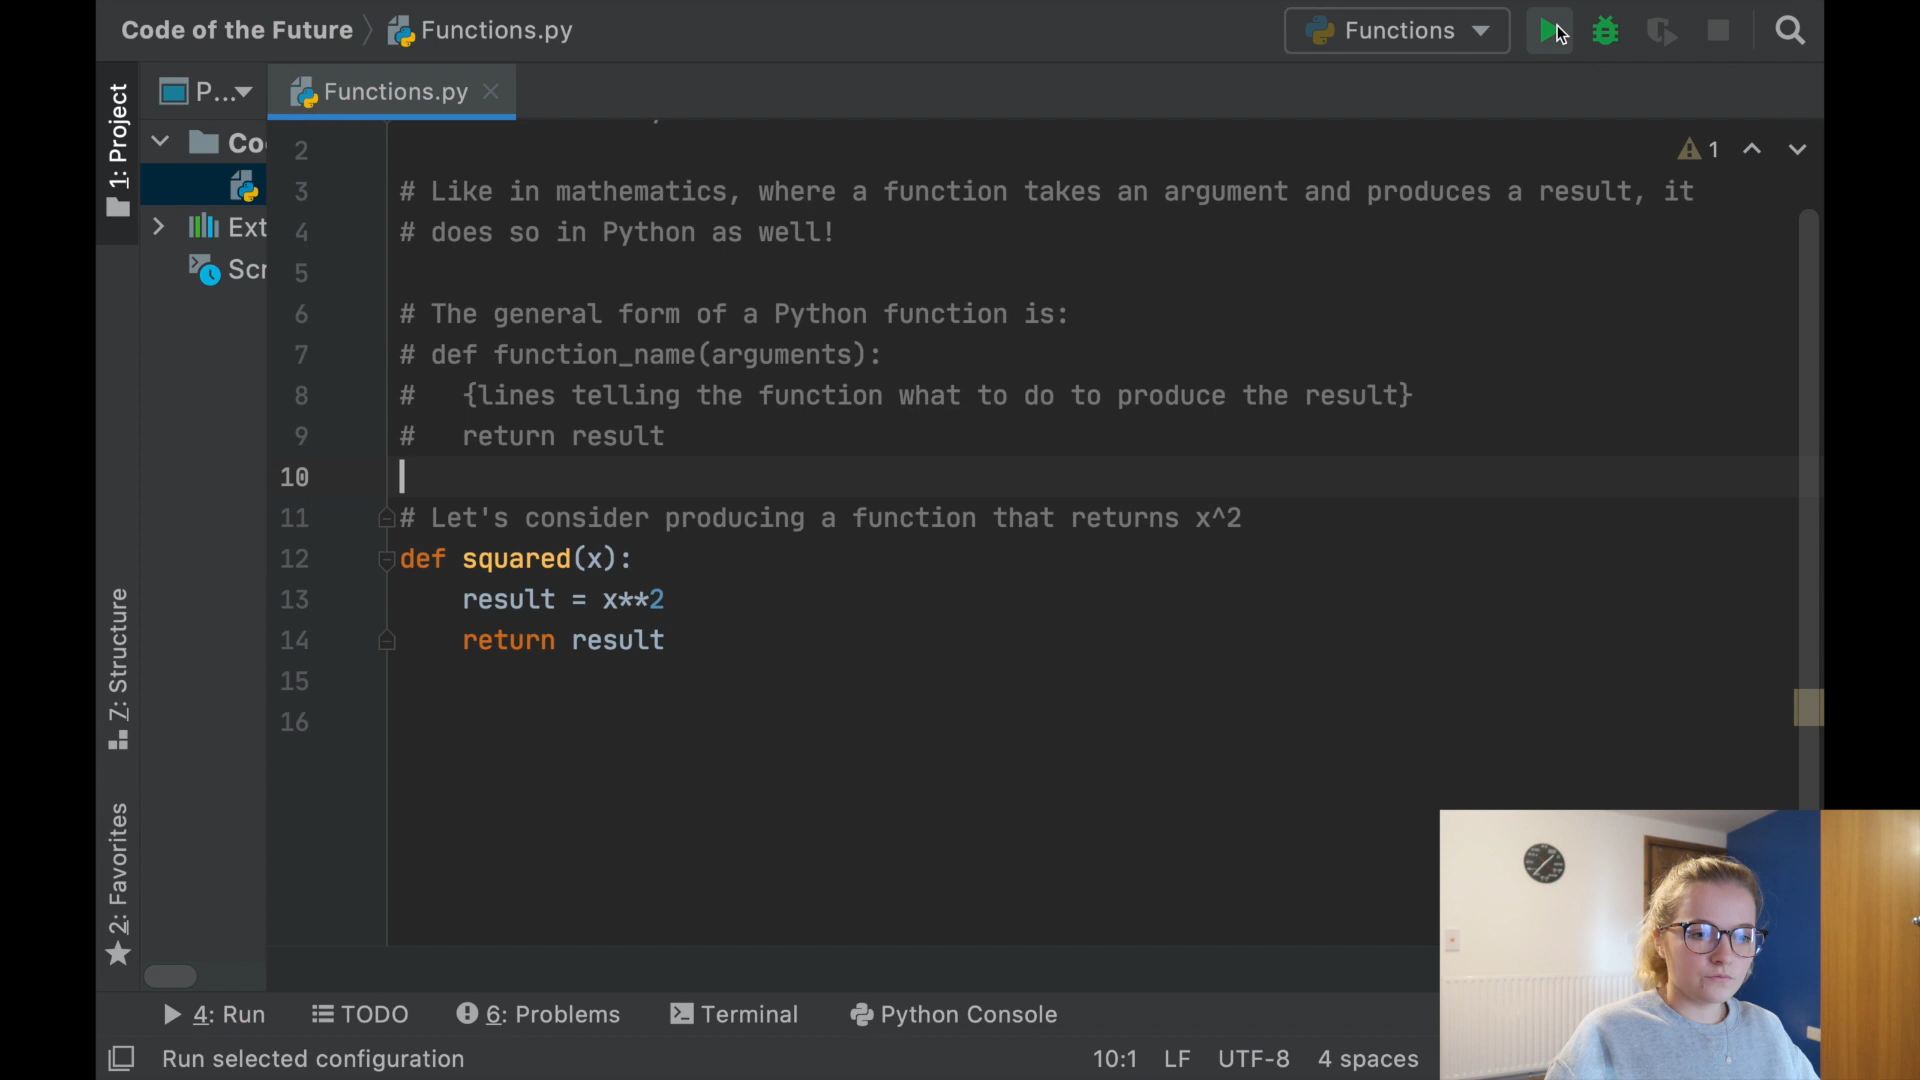 Code of the Future
Functions.py
Functions
1: Project
P...
Functions.py
Co
Ext
Scr
1
2
3 # Like in mathematics, where a function takes an argument and produces a result, it
4 # does so in Python as well!
5
6 # The general form of a Python function is:
7 # def function_name(arguments):
8 #   {lines telling the function what to do to produce the result}
9 #   return result
10
11 # Let's consider producing a function that returns x^2
12 def squared(x):
13     result = x**2
14     return result
15
16
Z: Structure
2: Favorites
4: Run
TODO
6: Problems
Terminal
Python Console
Run selected configuration
10:1
LF
UTF-8
4 spaces